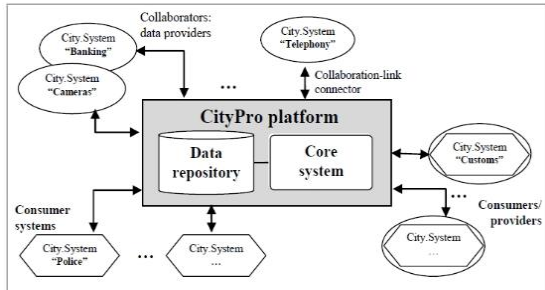 Collaborators:
data providers
City.System
“Banking”
City.System
“Cameras”
City.System
“Telephony”
...
Collaboration-link
connector
CityPro platform
Data
repository
Core
system
City.System
“Customs”
...
Consumers/
providers
City.System
...
Consumer
systems
City.System
“Police”
...
City.System
...